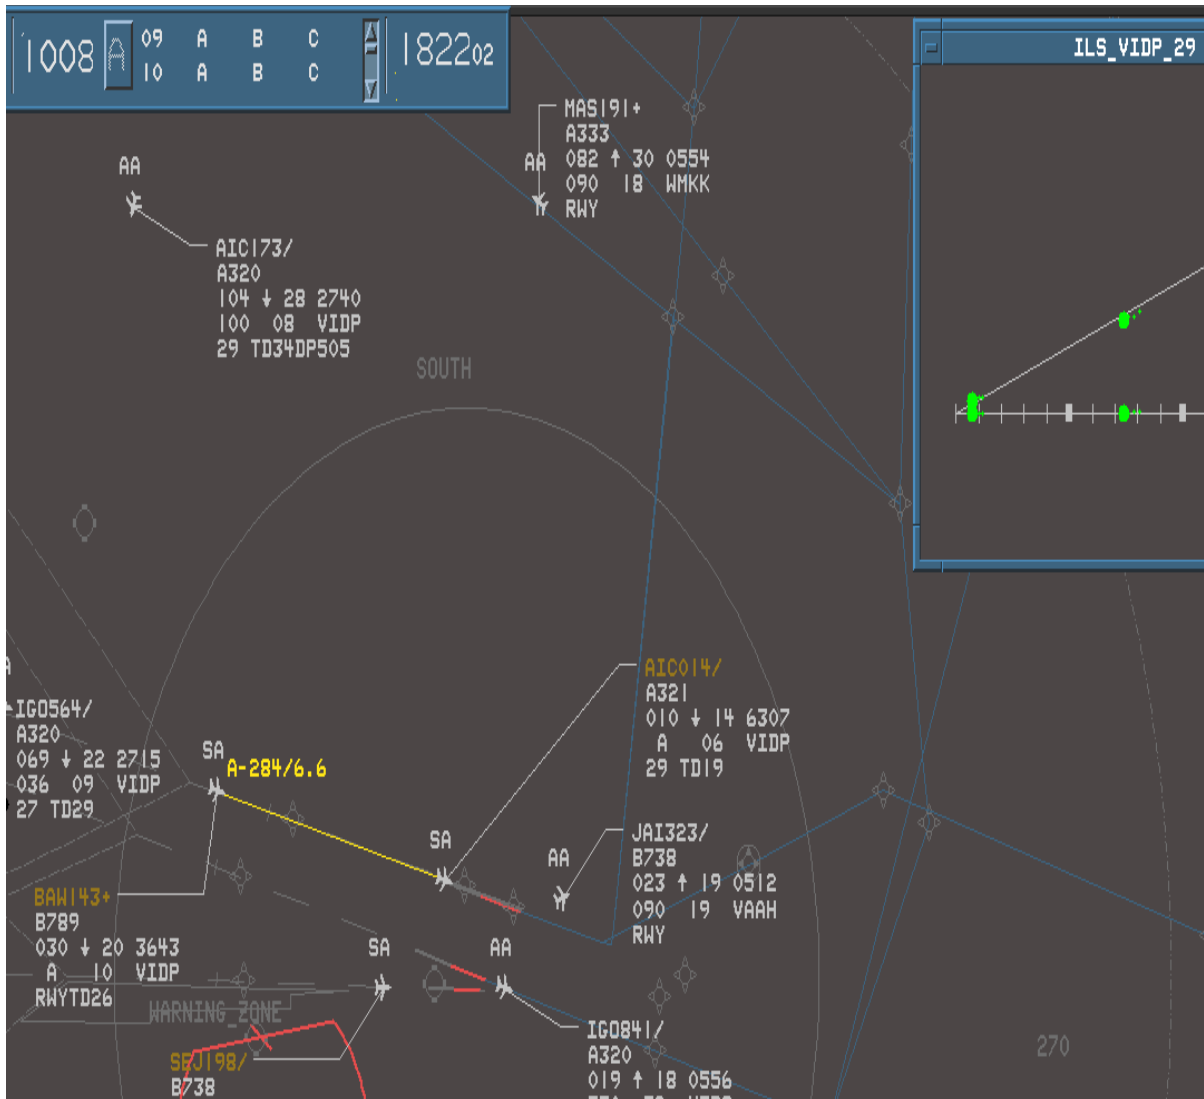 1008 A 09 A B C 182202
10 A B C
ILS_VIDP_29
MAS191+
A333
AA 082 ↑ 30 0554
090 18 WMKK
RWY
AA
AIC173/
A320
104 ↓ 28 2740
100 08 VIDP
29 TD34DP505
SOUTH
AIC014/
A321
010 ↓ 14 6307
A 06 VIDP
29 TD19
IGO564/
A320
069 ↓ 22 2715
036 09 VIDP
27 TD29
SA
A-284/6.6
SA
AA
JAI323/
B738
023 ↑ 19 0512
090 19 VAAH
RWY
BAW143+
B789
030 ↓ 20 3643
A 10 VIDP
RWYTD26
SA
AA
WARNING_ZONE
SEJ198/
B738
IGO841/
A320
019 ↑ 18 0556
270